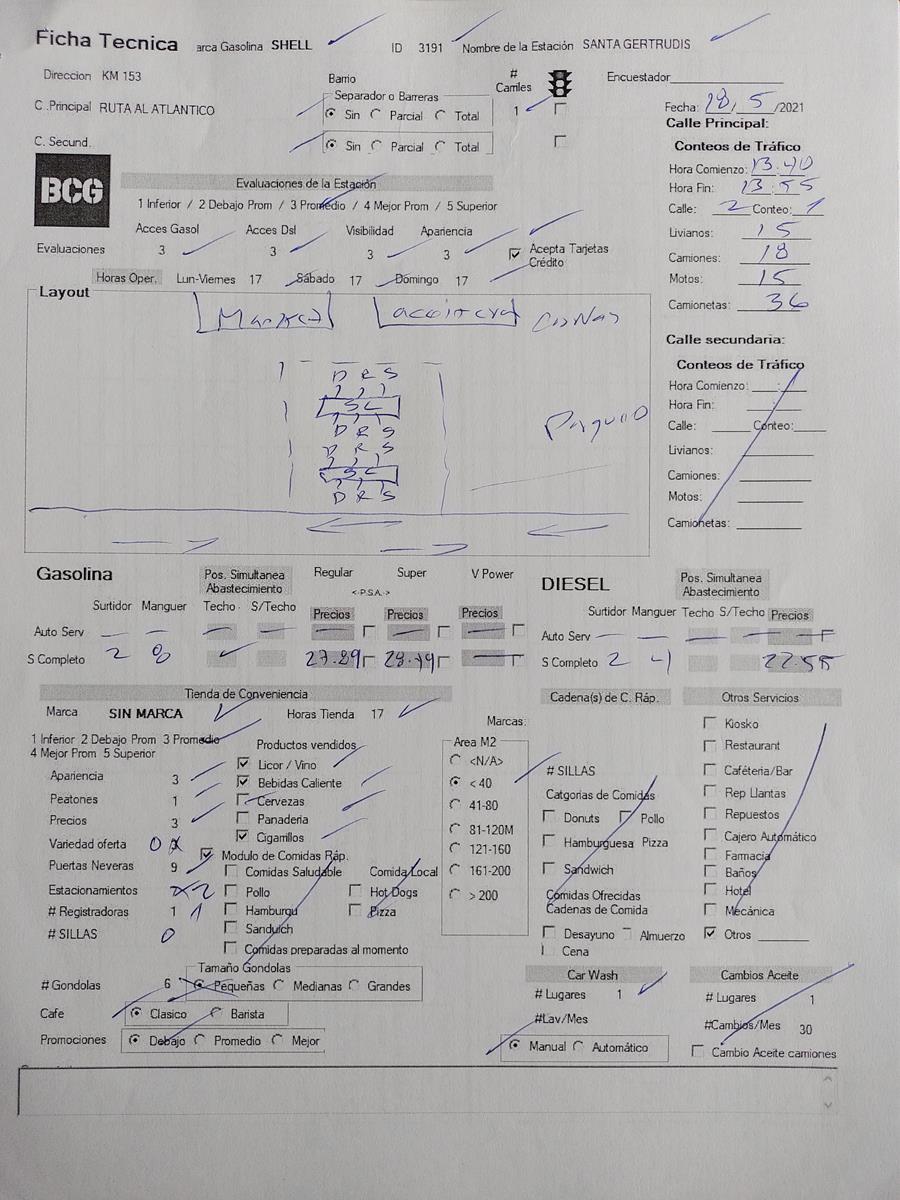 Ficha Tecnica arca Gasolina SHELL ID 3191 Nombre de la Estación SANTA GERTRUDIS
Direccion KM 153 Barrio # Carriles Encuestador
C .Principal RUTA AL ATLANTICO Separador o Barreras Sin Parcial Total 1 Fecha: 18, 5 /2021
C. Secund. Sin Parcial Total
Calle Principal:
Conteos de Tráfico
Hora Comienzo: 13:40
Hora Fin: 13:55
Calle: 2 Conteo: 1
Livianos: 15
Camiones: 18
Motos: 15
Camionetas: 36
BCG
Evaluaciones de la Estación
1 Inferior / 2 Debajo Prom / 3 Promedio / 4 Mejor Prom / 5 Superior
Acces Gasol Acces Dsl Visibilidad Apariencia
Evaluaciones 3 3 3 3 Acepta Tarjetas Crédito
Horas Oper. Lun-Viernes 17 Sábado 17 Domingo 17
Layout
D R S
SC
D R S
D R S
SC
D R S
Calle secundaria:
Conteos de Tráfico
Hora Comienzo: :
Hora Fin: :
Calle: Conteo:
Livianos:
Camiones:
Motos:
Camionetas:
Gasolina Pos. Simultanea Abastecimiento Regular Super V Power
<-P.S.A.->
Surtidor Manguer Techo S/Techo Precios Precios Precios
Auto Serv — — — — — — —
S Completo 2 8 27.89 28.79 —
DIESEL Pos. Simultanea Abastecimiento
Surtidor Manguer Techo S/Techo Precios
Auto Serv — — — — —
S Completo 2 4 22.55
Tienda de Conveniencia
Marca SIN MARCA Horas Tienda 17
1 Inferior 2 Debajo Prom 3 Promedio
4 Mejor Prom 5 Superior
Apariencia 3
Peatones 1
Precios 3
Variedad oferta 0
Puertas Neveras 9
Estacionamientos 2
# Registradoras 1 1
# SILLAS 0
Productos vendidos
Licor / Vino
Bebidas Caliente
Cervezas
Panaderia
Cigarrillos
Modulo de Comidas Ráp.
Comidas Saludable Comida Local
Pollo Hot Dogs
Hamburgu Pizza
Sandwich
Comidas preparadas al momento
Marcas:
Area M2
<N/A>
< 40
41-80
81-120M
121-160
161-200
> 200
Cadena(s) de C. Ráp.
# SILLAS
Catgorias de Comidas
Donuts Pollo
Hamburguesa Pizza
Sandwich
Comidas Ofrecidas
Cadenas de Comida
Desayuno Almuerzo
Cena
Otros Servicios
Kiosko
Restaurant
Caféteria/Bar
Rep Llantas
Repuestos
Cajero Automático
Farmacia
Baños
Hotel
Mecánica
Otros
# Gondolas 6 Tamaño Gondolas Pequeñas Medianas Grandes
Cafe Clasico Barista
Promociones Debajo Promedio Mejor
Car Wash
# Lugares 1
#Lav/Mes
Manual Automático
Cambios Aceite
# Lugares 1
#Cambios/Mes 30
Cambio Aceite camiones